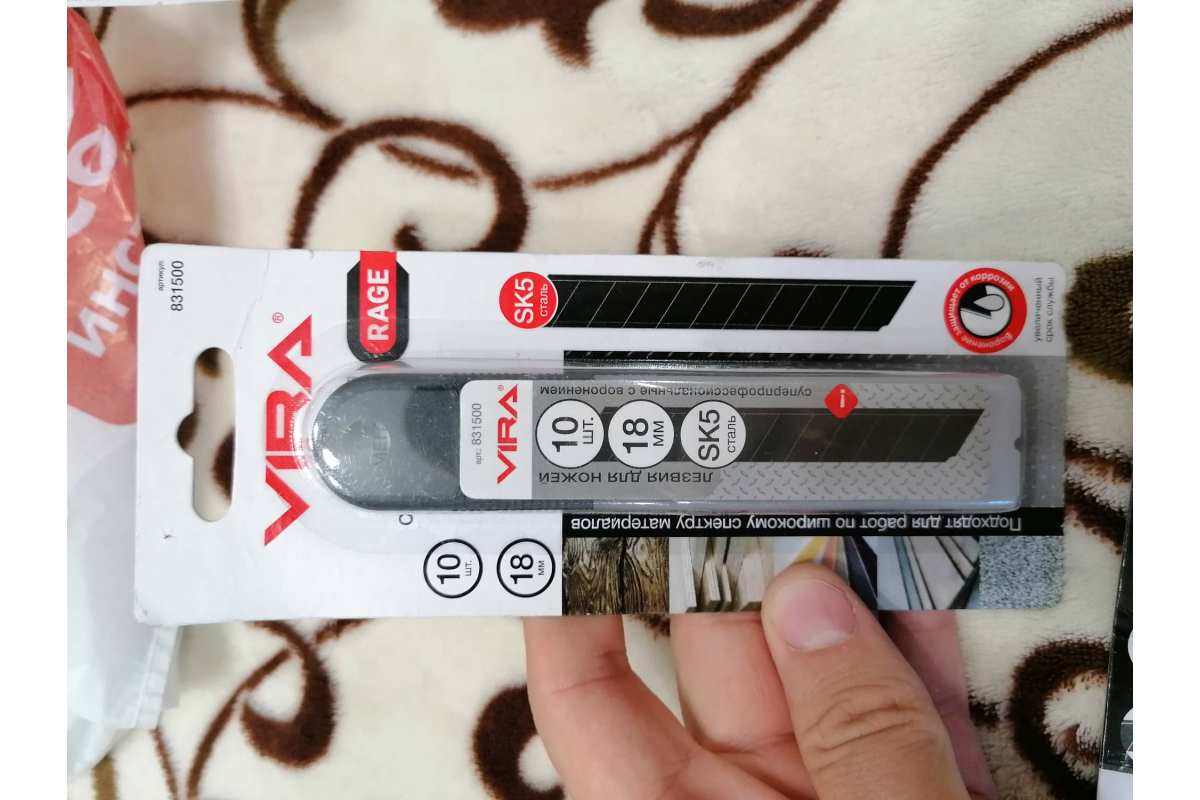 артикул:
831500
VIRA®
RAGE
SK5
сталь
Воронение защищает от коррозии
увеличенный
срок службы
арт.: 831500
VIRA®
суперпрофессиональные с воронением
10
шт.
18
мм
SK5
сталь
ЛЕЗВИЯ ДЛЯ НОЖЕЙ
Подходят для работ по широкому спектру материалов
10
шт.
18
мм